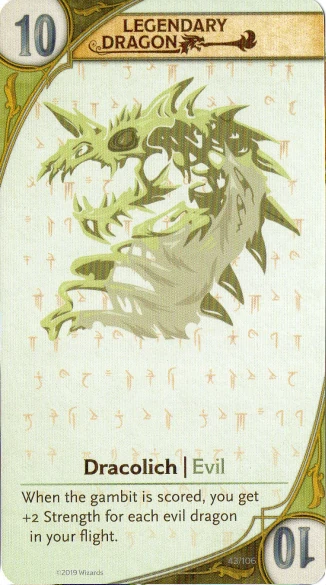 10
LEGENDARY
DRAGON
Dracolich | Evil
When the gambit is scored, you get
+2 Strength for each evil dragon
in your flight.
43/106
©2019 Wizards
10